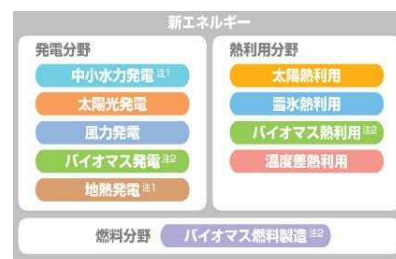 新エネルギー
発電分野
中小水力発電 注1
太陽光発電
風力発電
バイオマス発電 注2
地熱発電 注1
熱利用分野
太陽熱利用
雪氷熱利用
バイオマス熱利用 注2
温度差熱利用
燃料分野 バイオマス燃料製造 注2